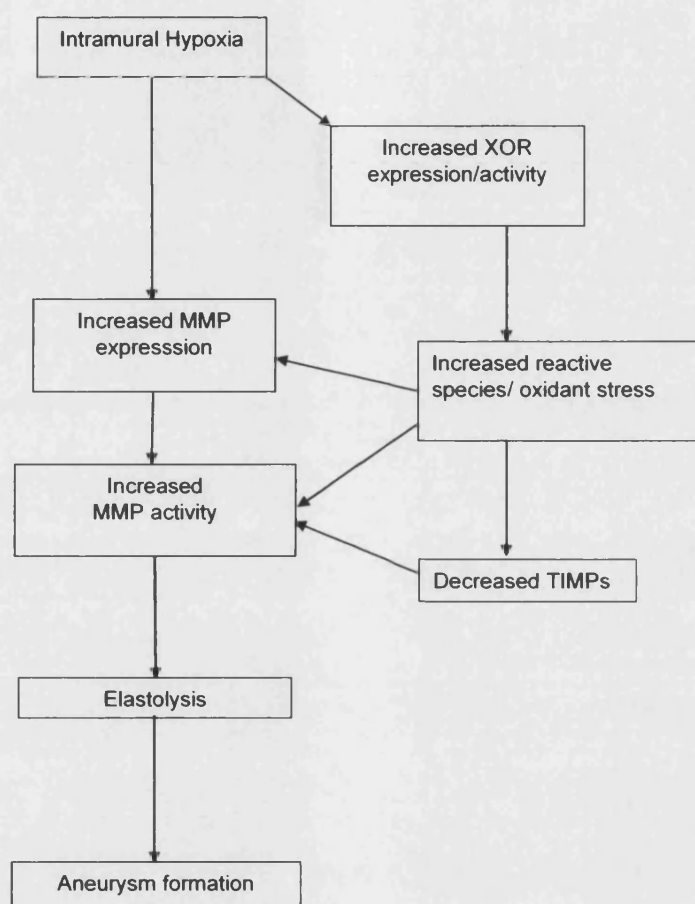 Intramural Hypoxia
Increased XOR
expression/activity
Increased MMP
expresssion
Increased reactive
species/ oxidant stress
Increased
MMP activity
Decreased TIMPs
Elastolysis
Aneurysm formation